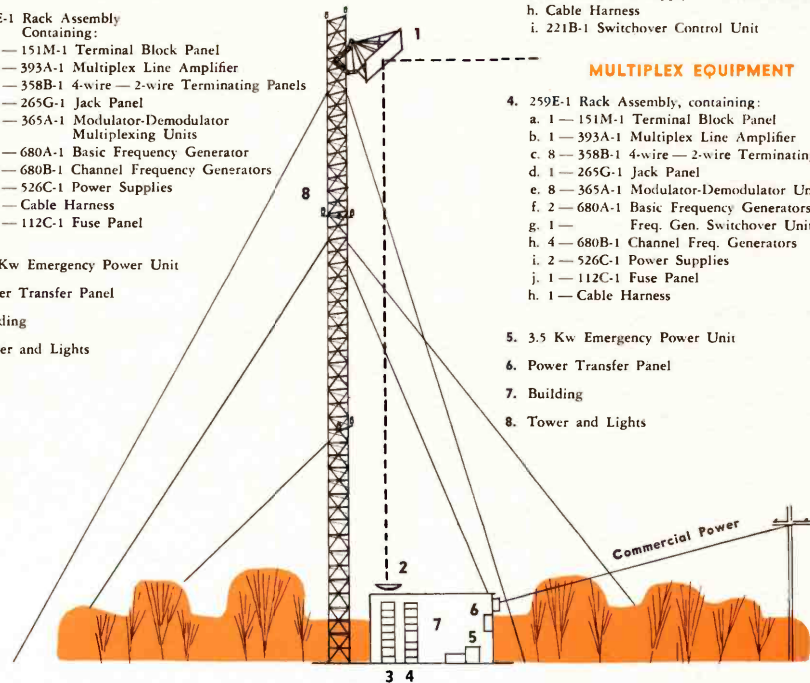 E-1 Rack Assembly
Containing:
— 151M-1 Terminal Block Panel
— 393A-1 Multiplex Line Amplifier
— 358B-1 4-wire — 2-wire Terminating Panels
— 265G-1 Jack Panel
— 365A-1 Modulator-Demodulator
Multiplexing Units
— 680A-1 Basic Frequency Generator
— 680B-1 Channel Frequency Generators
— 526C-1 Power Supplies
— Cable Harness
— 112C-1 Fuse Panel
Kw Emergency Power Unit
er Transfer Panel
ding
er and Lights
h. Cable Harness
i. 221B-1 Switchover Control Unit
MULTIPLEX EQUIPMENT
4. 259E-1 Rack Assembly, containing:
a. 1 — 151M-1 Terminal Block Panel
b. 1 — 393A-1 Multiplex Line Amplifier
c. 8 — 358B-1 4-wire — 2-wire Terminatin
d. 1 — 265G-1 Jack Panel
e. 8 — 365A-1 Modulator-Demodulator Un
f. 2 — 680A-1 Basic Frequency Generators
g. 1 — Freq. Gen. Switchover Unit
h. 4 — 680B-1 Channel Freq. Generators
i. 2 — 526C-1 Power Supplies
j. 1 — 112C-1 Fuse Panel
h. 1 — Cable Harness
5. 3.5 Kw Emergency Power Unit
6. Power Transfer Panel
7. Building
8. Tower and Lights
1
8
Commercial Power
2
6
7
5
3 4